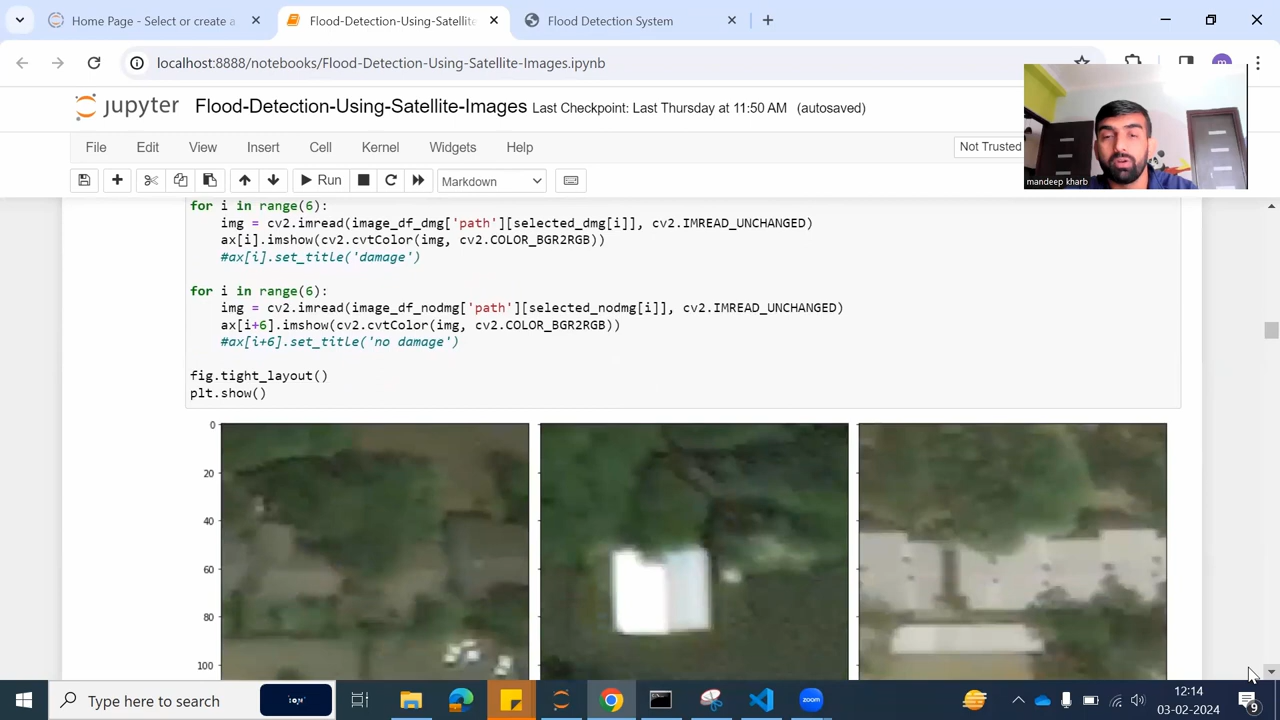 Home Page - Select or create a
Flood-Detection-Using-Satellite
Flood Detection System
localhost:8888/notebooks/Flood-Detection-Using-Satellite-Images.ipynb
jupyter Flood-Detection-Using-Satellite-Images Last Checkpoint: Last Thursday at 11:50 AM (autosaved)
File Edit View Insert Cell Kernel Widgets Help Not Trusted
Run Markdown
mandeep kharb
for i in range(6):
    img = cv2.imread(image_df_dmg['path'][selected_dmg[i]], cv2.IMREAD_UNCHANGED)
    ax[i].imshow(cv2.cvtColor(img, cv2.COLOR_BGR2RGB))
    #ax[i].set_title('damage')
for i in range(6):
    img = cv2.imread(image_df_nodmg['path'][selected_nodmg[i]], cv2.IMREAD_UNCHANGED)
    ax[i+6].imshow(cv2.cvtColor(img, cv2.COLOR_BGR2RGB))
    #ax[i+6].set_title('no damage')
fig.tight_layout()
plt.show()
0
20
40
60
80
100
Type here to search
zoom
12:14
03-02-2024
9